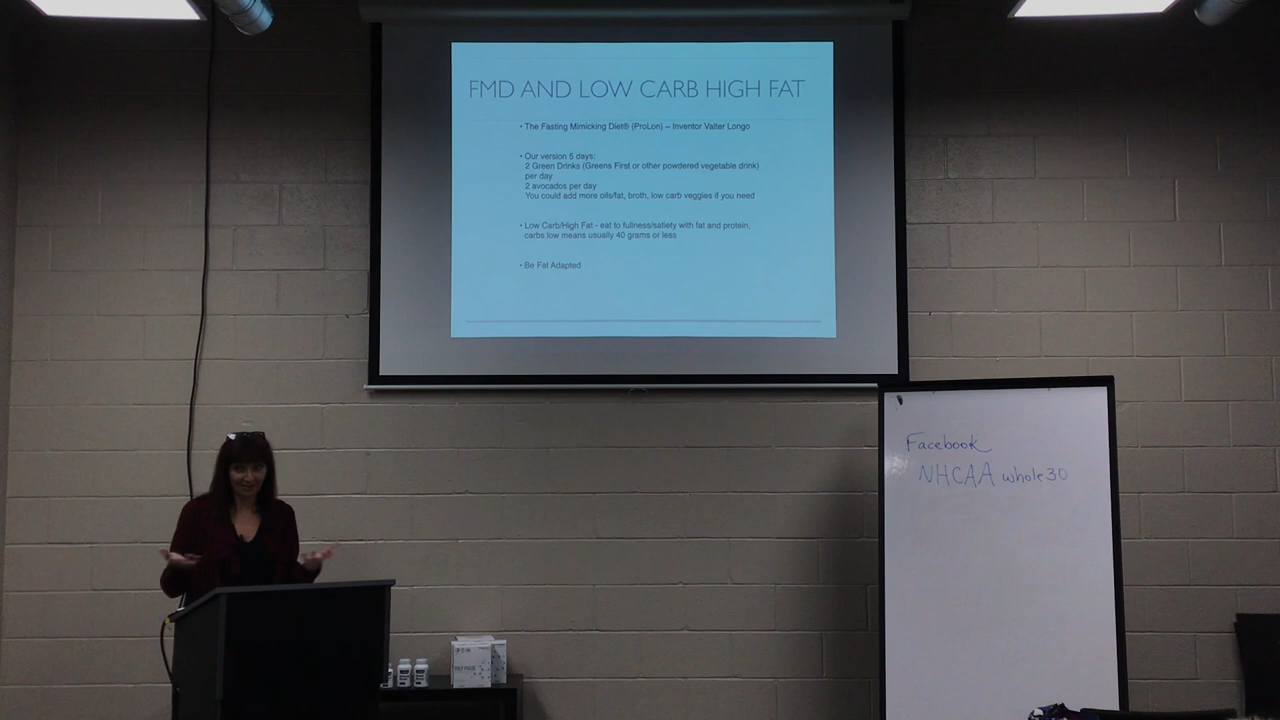 FMD AND LOW CARB HIGH FAT
• The Fasting Mimicking Diet® (ProLon) – Inventor Valter Longo
• Our version 5 days:
2 Green Drinks (Greens First or other powdered vegetable drink)
per day
2 avocados per day
You could add more oils/fat, broth, low carb veggies if you need
• Low Carb/High Fat - eat to fullness/satiety with fat and protein,
carbs low means usually 40 grams or less
• Be Fat Adapted
Facebook
NHCAA whole30